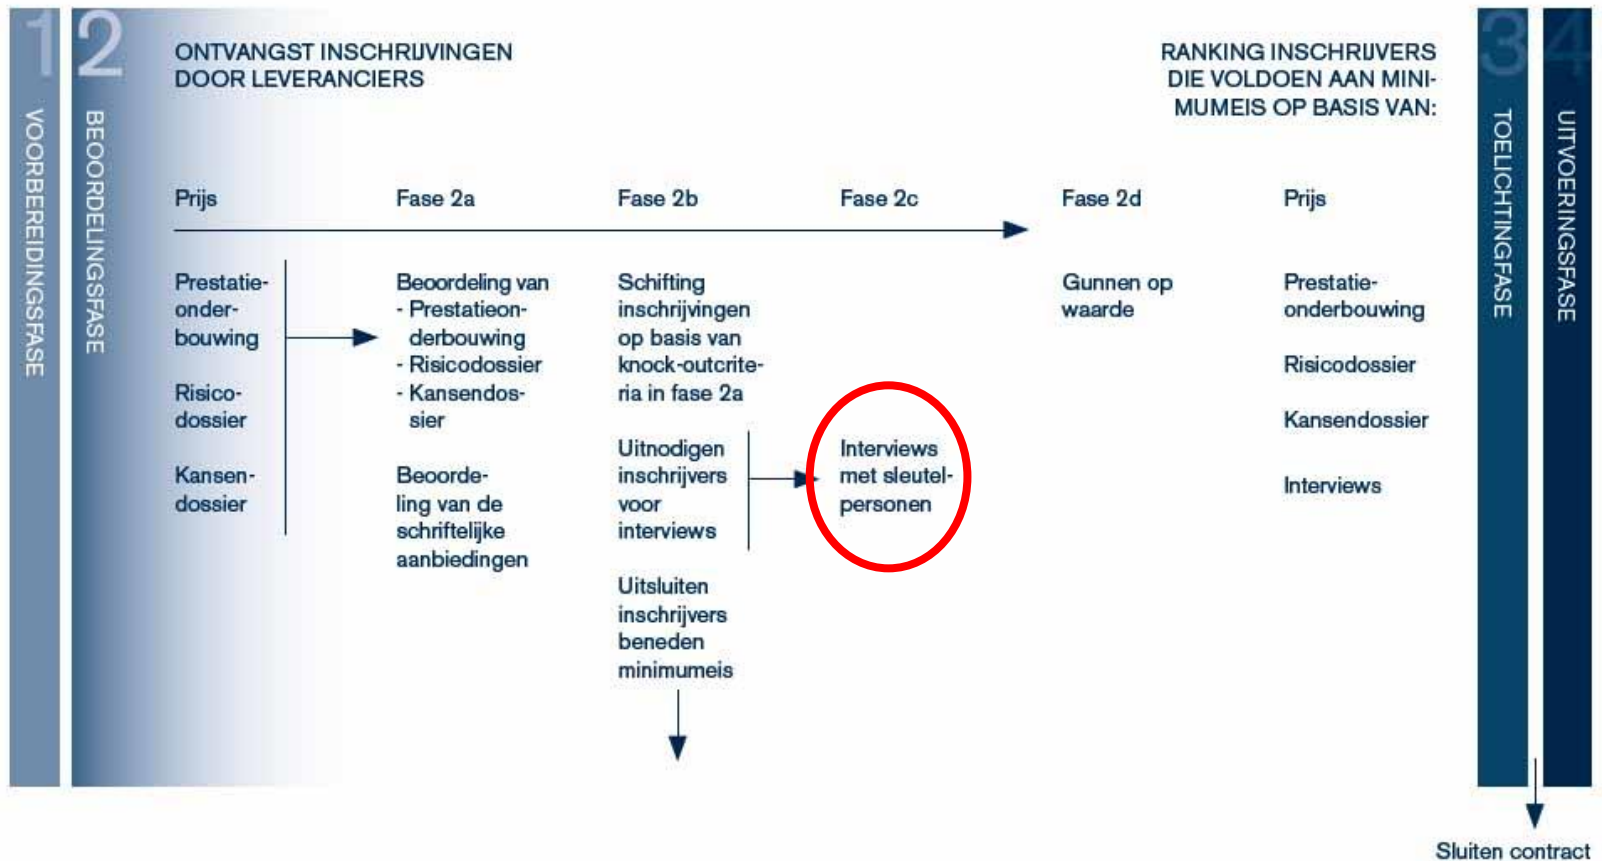 1
VOORBEREIDINGSFASE
2
BEOORDELINGSFASE
ONTVANGST INSCHRIJVINGEN
DOOR LEVERANCIERS
RANKING INSCHRIJVERS
DIE VOLDOEN AAN MINI-
MUMEIS OP BASIS VAN:
Prijs
Prestatie-
onder-
bouwing
Risico-
dossier
Kansen-
dossier
Fase 2a
Beoordeling van
- Prestatieon-
derbouwing
- Risicodossier
- Kansendos-
sier
Beoorde-
ling van de
schriftelijke
aanbiedingen
Fase 2b
Schifting
inschrijvingen
op basis van
knock-outcrite-
ria in fase 2a
Uitnodigen
inschrijvers
voor
interviews
Uitsluiten
inschrijvers
beneden
minimumeis
Fase 2c
Interviews
met sleutel-
personen
Fase 2d
Gunnen op
waarde
Prijs
Prestatie-
onderbouwing
Risicodossier
Kansendossier
Interviews
3
TOELICHTINGFASE
4
UITVOERINGSFASE
Sluiten contract